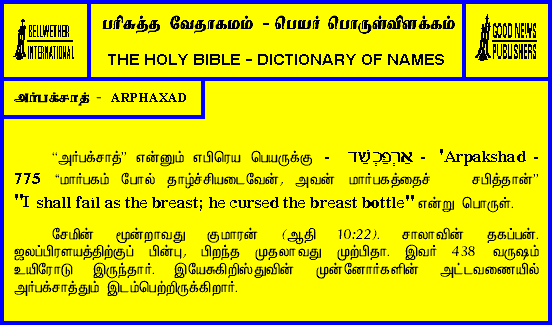 BELLWETHER
INTERNATIONAL
பரிசுத்த வேதாகமம் - பெயர் பொருள்விளக்கம்
THE HOLY BIBLE - DICTIONARY OF NAMES
GOOD NEWS
PUBLISHERS
அர்பக்சாத் - ARPHAXAD
“அர்பக்சாத்” என்னும் எபிரெய பெயருக்கு - אַרְפַּכְשַׁד - 'Arpakshad -
775 “மார்பகம் போல் தாழ்ச்சியடைவேன், அவன் மார்பகத்தைச் சபித்தான்”
"I shall fail as the breast; he cursed the breast bottle" என்று பொருள்.
சேமின் மூன்றாவது குமாரன் (ஆதி 10:22). சாலாவின் தகப்பன்.
ஜலப்பிரளயத்திற்குப் பின்பு, பிறந்த முதலாவது முற்பிதா. இவர் 438 வருஷம்
உயிரோடு இருந்தார். இயேசுகிறிஸ்துவின் முன்னோர்களின் அட்டவணையில்
அர்பக்சாத்தும் இடம்பெற்றிருக்கிறார்.